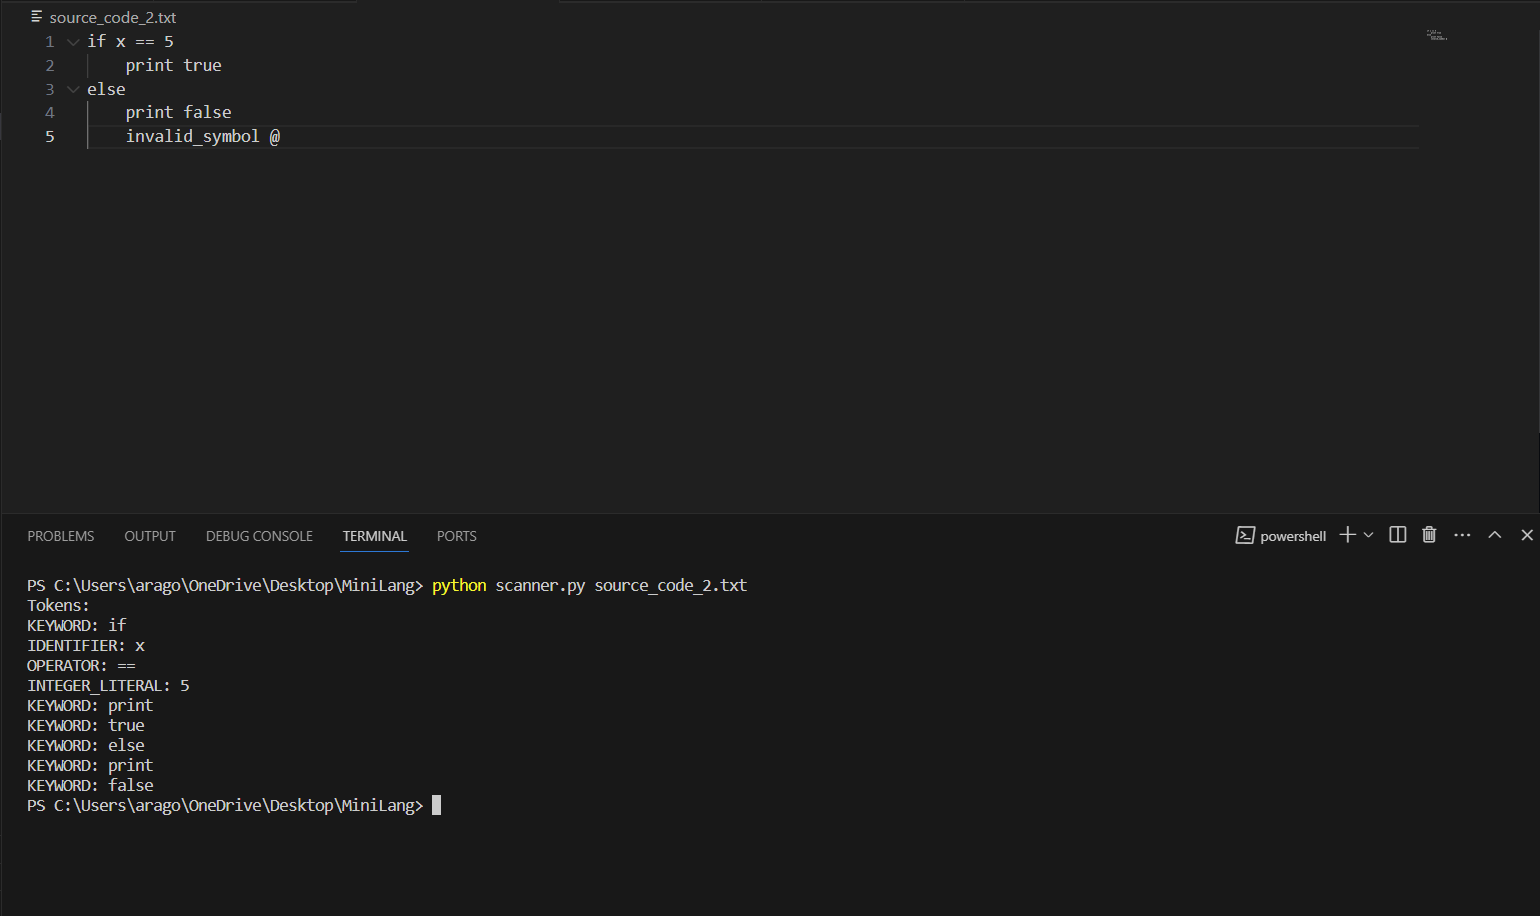 source_code_2.txt
1 if x == 5
2 print true
3 else
4 print false
5 invalid_symbol @
PROBLEMS OUTPUT DEBUG CONSOLE TERMINAL PORTS powershell
PS C:\Users\arago\OneDrive\Desktop\MiniLang> python scanner.py source_code_2.txt
Tokens:
KEYWORD: if
IDENTIFIER: x
OPERATOR: ==
INTEGER_LITERAL: 5
KEYWORD: print
KEYWORD: true
KEYWORD: else
KEYWORD: print
KEYWORD: false
PS C:\Users\arago\OneDrive\Desktop\MiniLang>